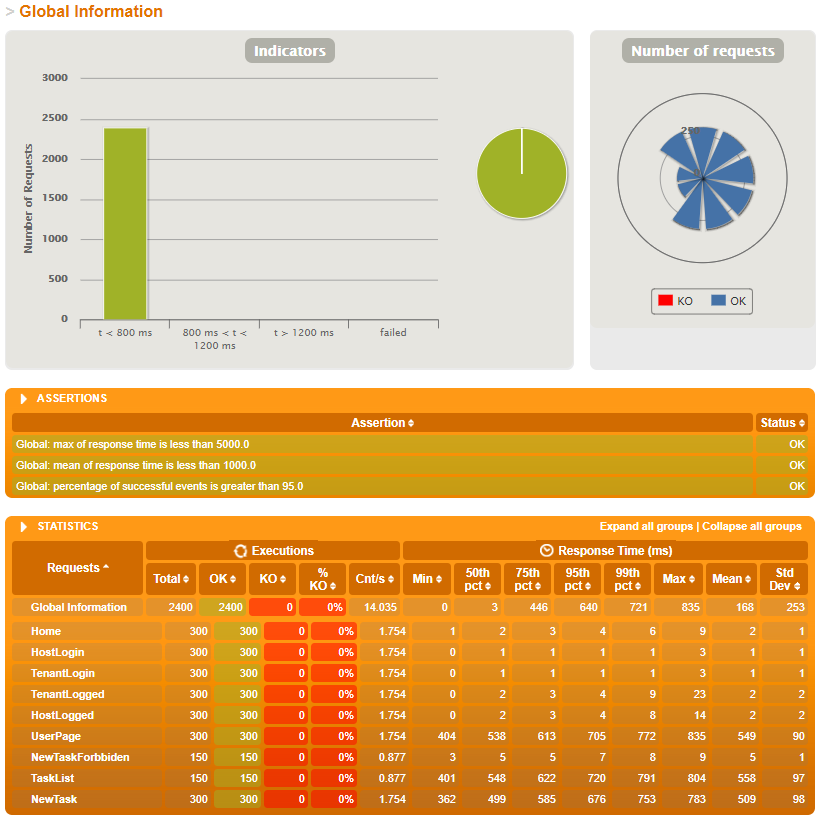 > Global Information
Indicators
Number of Requests
3000
2500
2000
1500
1000
500
0
t < 800 ms
800 ms < t <
1200 ms
t > 1200 ms
failed
Number of requests
KO OK
ASSERTIONS
Assertion Status
Global: max of response time is less than 5000.0 OK
Global: mean of response time is less than 1000.0 OK
Global: percentage of successful events is greater than 95.0 OK
STATISTICS Expand all groups | Collapse all groups
Requests Executions Response Time (ms)
Total OK KO % KO Cnt/s Min 50th pct 75th pct 95th pct 99th pct Max Mean Std Dev
Global Information 2400 2400 0 0% 14.035 0 3 446 640 721 835 168 253
Home 300 300 0 0% 1.754 1 2 3 4 6 9 2 1
HostLogin 300 300 0 0% 1.754 0 1 1 1 1 3 1 1
TenantLogin 300 300 0 0% 1.754 0 1 1 1 1 3 1 1
TenantLogged 300 300 0 0% 1.754 0 2 3 4 9 23 2 2
HostLogged 300 300 0 0% 1.754 0 2 3 4 8 14 2 2
UserPage 300 300 0 0% 1.754 404 538 613 705 772 835 549 90
NewTaskForbbiden 150 150 0 0% 0.877 3 5 5 7 8 9 5 1
TaskList 150 150 0 0% 0.877 401 548 622 720 791 804 558 97
NewTask 300 300 0 0% 1.754 362 499 585 676 753 783 509 98